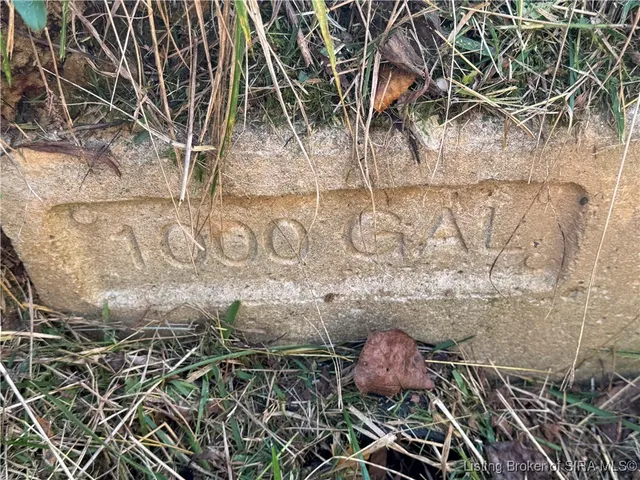 1000 GAL
Listing Broker of SIRA-MLS©